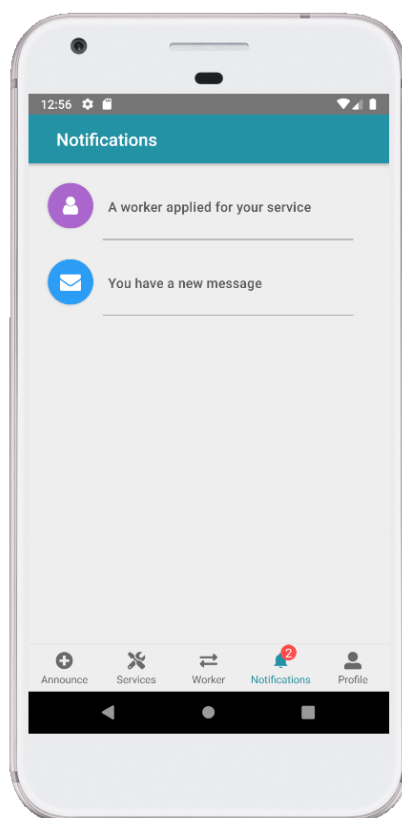 12:56
Notifications
A worker applied for your service
You have a new message
2
Announce Services Worker Notifications Profile